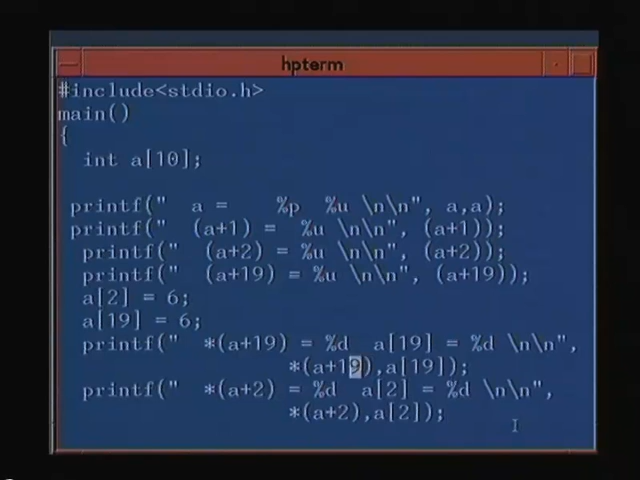 hpterm
#include<stdio.h>
main()
{
int a[10];
printf(" a = %p %u \n\n", a,a);
printf(" (a+1) = %u \n\n", (a+1));
printf(" (a+2) = %u \n\n", (a+2));
printf(" (a+19) = %u \n\n", (a+19));
a[2] = 6;
a[19] = 6;
printf(" *(a+19) = %d a[19] = %d \n\n",
*(a+19),a[19]);
printf(" *(a+2) = %d a[2] = %d \n\n",
*(a+2),a[2]);